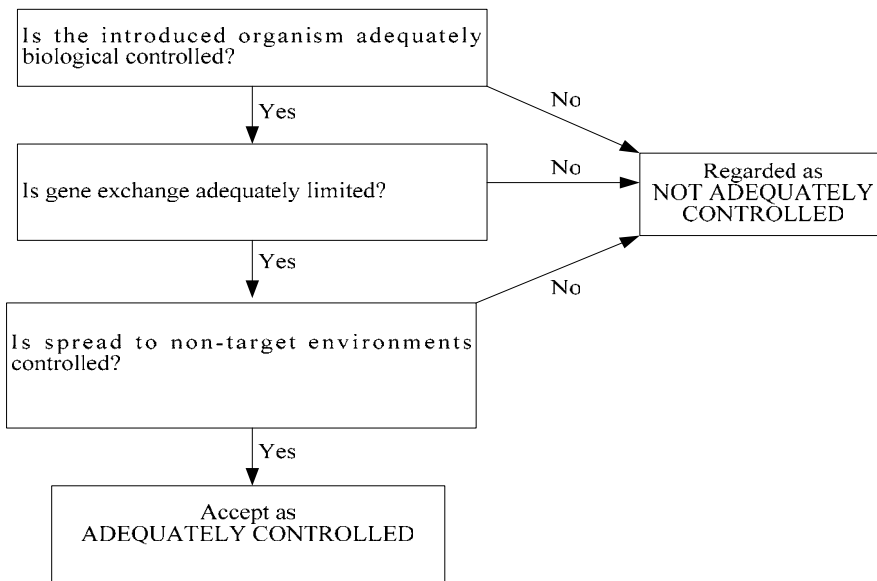 Is the introduced organism adequately
biological controlled?
Yes
No
Is gene exchange adequately limited?
No
Regarded as
NOT ADEQUATELY
CONTROLLED
Yes
No
Is spread to non-target environments
controlled?
Yes
Accept as
ADEQUATELY CONTROLLED